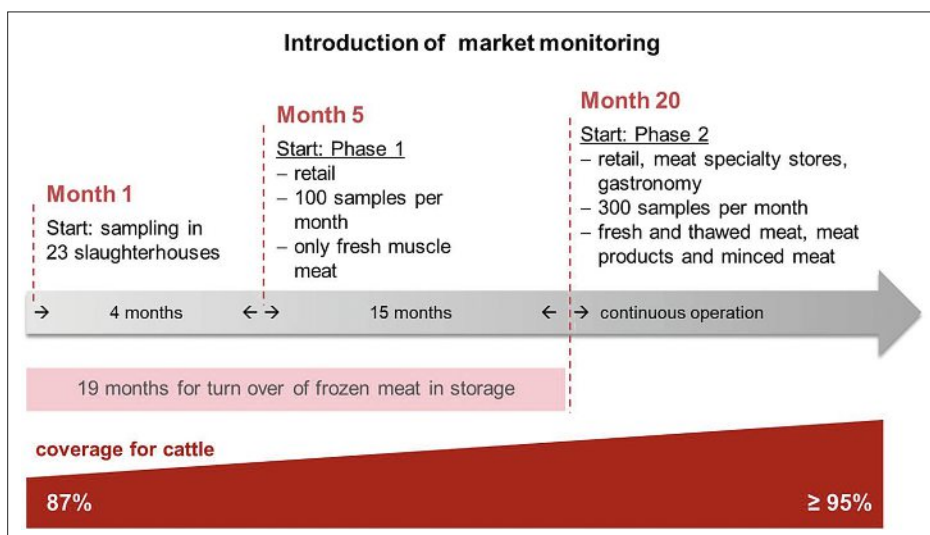 Introduction of market monitoring
Month 1
Start: sampling in
23 slaughterhouses
Month 5
Start: Phase 1
– retail
– 100 samples per
month
– only fresh muscle
meat
Month 20
Start: Phase 2
– retail, meat specialty stores,
gastronomy
– 300 samples per month
– fresh and thawed meat, meat
products and minced meat
→ 4 months ←→ 15 months ←→ continuous operation
19 months for turn over of frozen meat in storage
coverage for cattle
87% ≥ 95%